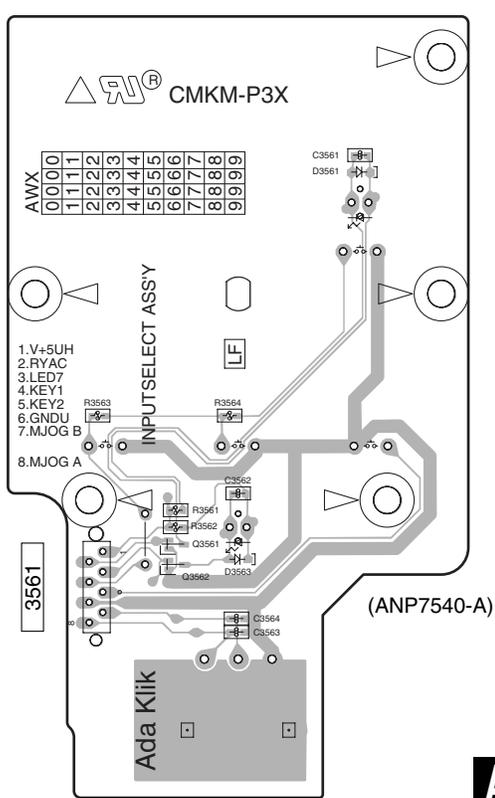 CMKM-P3X
AWX
0 1 2 3 4 5 6 7 8 9
0 1 2 3 4 5 6 7 8 9
0 1 2 3 4 5 6 7 8 9
0 1 2 3 4 5 6 7 8 9
C3561
D3561
INPUTSELECT ASS'Y
LF
1.V+5UH
2.RYAC
3.LED7
4.KEY1
5.KEY2
6.GNDU
7.MJOG B
8.MJOG A
R3563
R3564
C3562
R3561
R3562
Q3561
Q3562
D3563
3561
1
8
(ANP7540-A)
C3564
C3563
Ada Klik